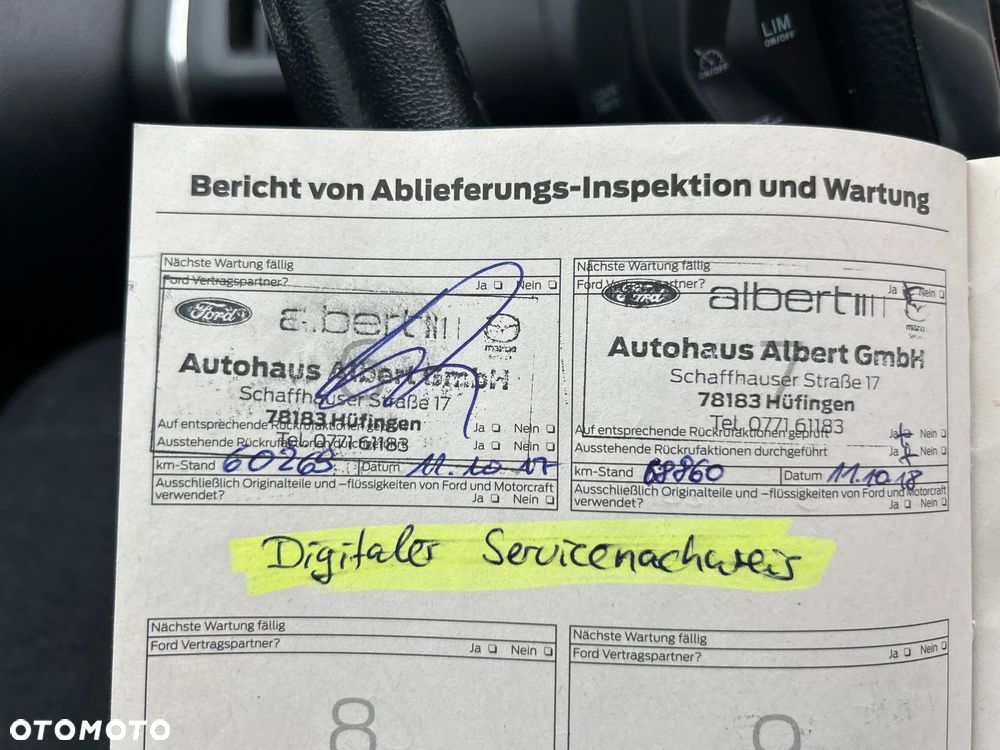 LIM
ON/OFF
ON/OFF
Bericht von Ablieferungs-Inspektion und Wartung
Nächste Wartung fällig
Ford Vertragspartner? Ja Nein
Ford albert mazda
Autohaus Albert GmbH
Schaffhauser Straße 17
78183 Hüfingen
Auf entsprechende Rückrufaktionen geprüft Ja Nein
Tel. 0771 61183
Ausstehende Rückrufaktionen durchgeführt Ja Nein
km-Stand 60269 Datum 11.10.17
Ausschließlich Originalteile und –flüssigkeiten von Ford und Motorcraft
verwendet? Ja Nein
Nächste Wartung fällig
Ford Vertragspartner? Ja Nein
Ford albert mazda
7
Autohaus Albert GmbH
Schaffhauser Straße 17
78183 Hüfingen
Tel. 0771 61183
Auf entsprechende Rückrufaktionen geprüft Ja Nein
Ausstehende Rückrufaktionen durchgeführt Ja Nein
km-Stand 68860 Datum 11.10.18
Ausschließlich Originalteile und –flüssigkeiten von Ford und Motorcraft
verwendet? Ja Nein
Digitaler Servicenachweis
Nächste Wartung fällig
Ford Vertragspartner? Ja Nein
8
Nächste Wartung fällig
Ford Vertragspartner? Ja Nein
9
OTOMOTO